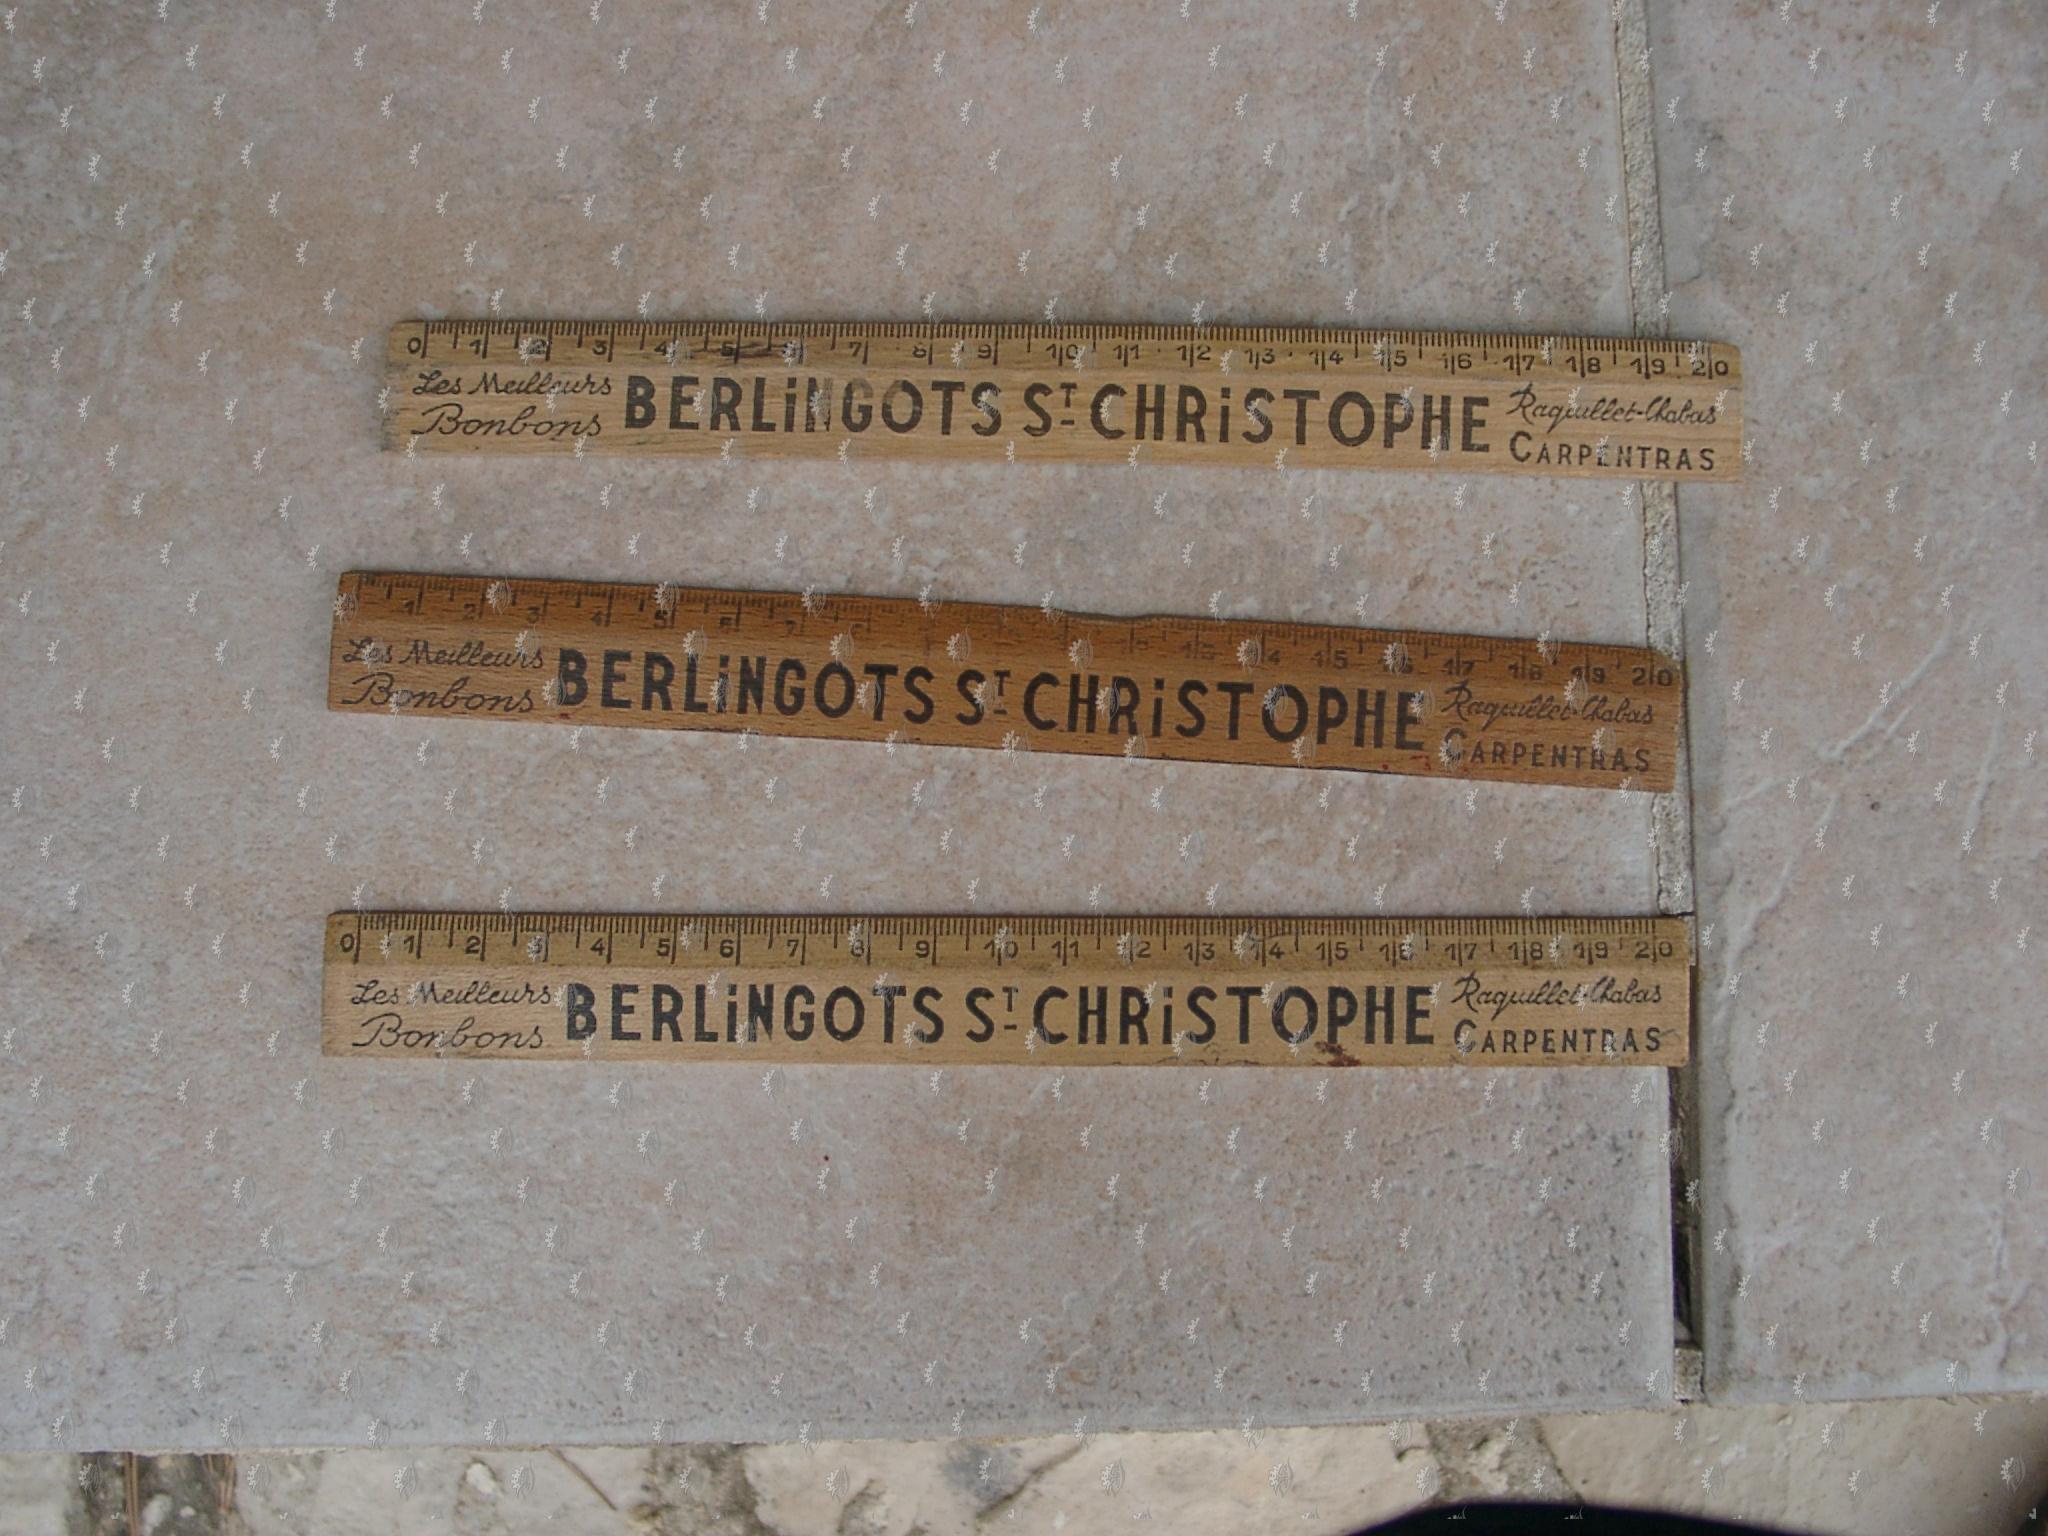 0 1 2 3 4 5 6 7 8 9 10 11 12 13 14 15 16 17 18 19 20
Les Meilleurs
Bonbons
BERLiNGOTS ST CHRiSTOPHE
Raquillet-Chabas
CARPENTRAS
1 2 3 4 5 6 7 8 13 14 15 16 17 18 19 20
Les Meilleurs
Bonbons
BERLiNGOTS ST CHRiSTOPHE
Raquillet-Chabas
CARPENTRAS
0 1 2 3 4 5 6 7 8 9 10 11 12 13 14 15 16 17 18 19 20
Les Meilleurs
Bonbons
BERLiNGOTS ST CHRiSTOPHE
Raquillet-Chabas
CARPENTRAS